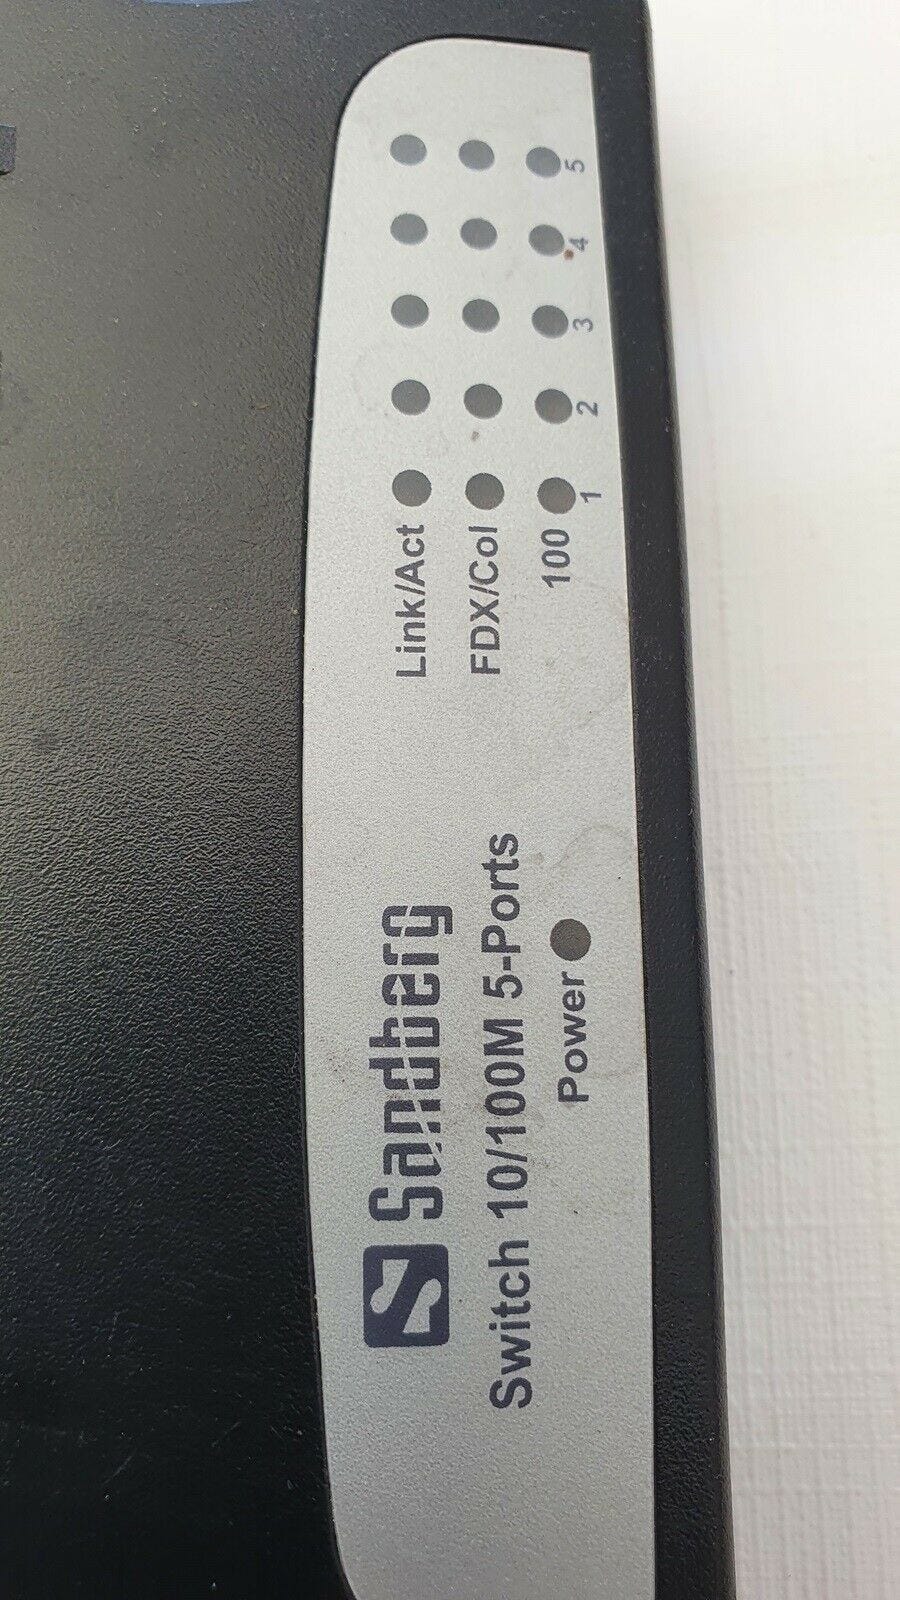 Sandberg
Switch 10/100M 5-Ports
Power
Link/Act
FDX/Col
100
1 2 3 4 5